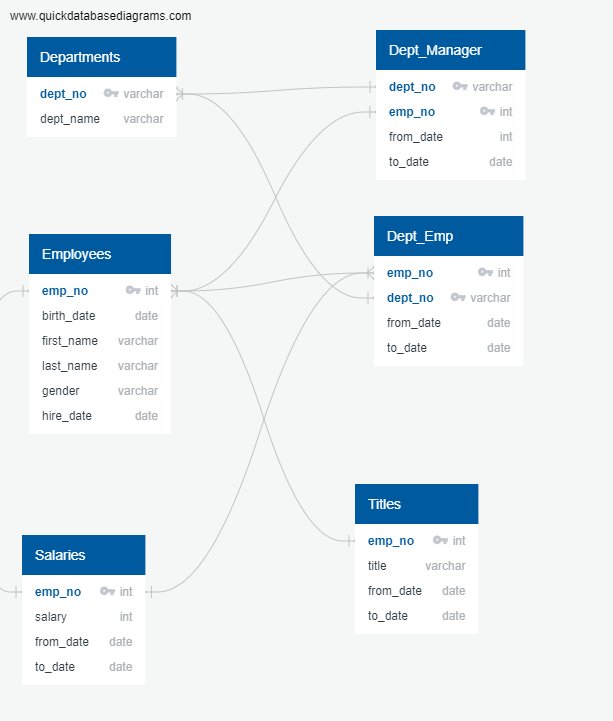 www.quickdatabasediagrams.com
Departments
dept_no varchar
dept_name varchar
Dept_Manager
dept_no varchar
emp_no int
from_date int
to_date date
Employees
emp_no int
birth_date date
first_name varchar
last_name varchar
gender varchar
hire_date date
Dept_Emp
emp_no int
dept_no varchar
from_date date
to_date date
Salaries
emp_no int
salary int
from_date date
to_date date
Titles
emp_no int
title varchar
from_date date
to_date date